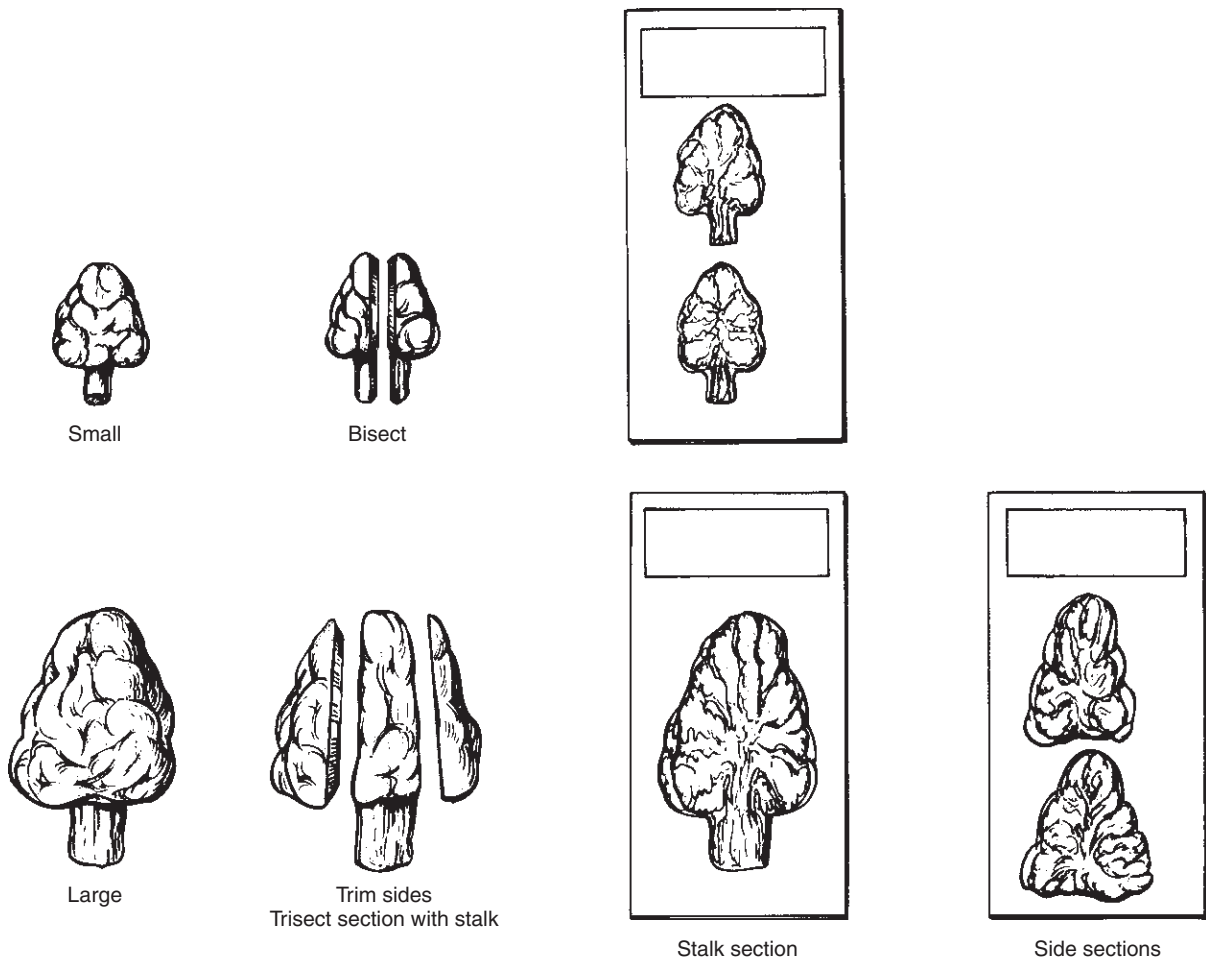 Small
Bisect
Large
Trim sides
Trisect section with stalk
Stalk section
Side sections